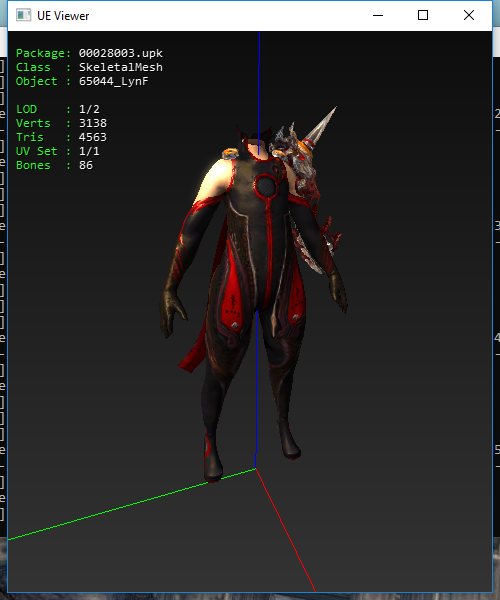 UE Viewer
Package: 00028003.upk
Class : SkeletalMesh
Object : 65044_LynF
LOD : 1/2
Verts : 3138
Tris : 4563
UV Set : 1/1
Bones : 86